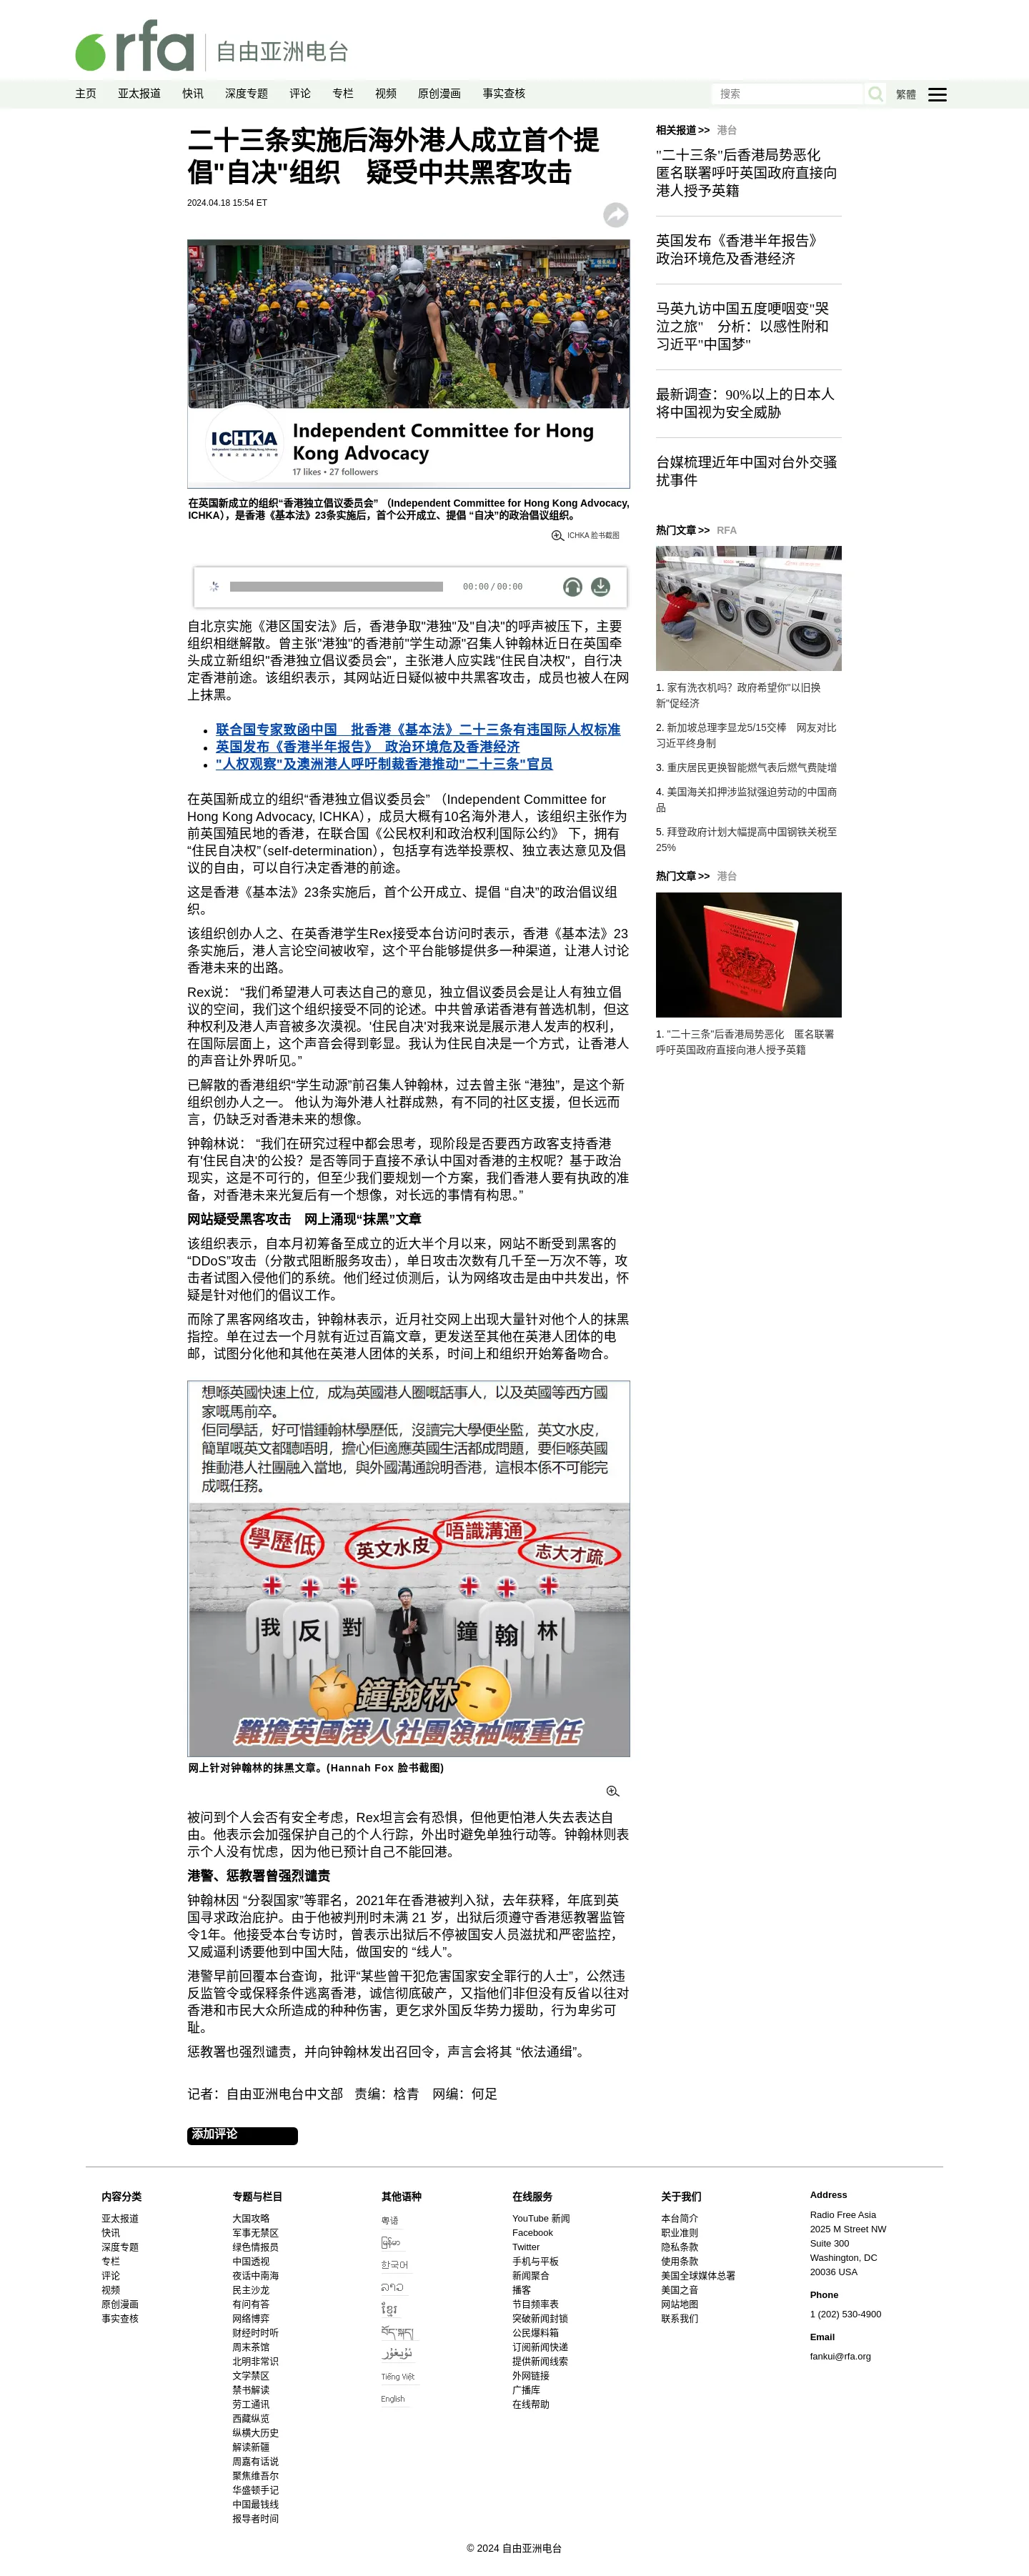 rfa 自由亚洲电台
主页 亚太报道 快讯 深度专题 评论 专栏 视频 原创漫画 事实查核 搜索 繁體
二十三条实施后海外港人成立首个提
倡"自决"组织　疑受中共黑客攻击
2024.04.18 15:54 ET
ICHKA
Independent Committee for Hong
Kong Advocacy
17 likes • 27 followers
在英国新成立的组织“香港独立倡议委员会” （Independent Committee for Hong Kong Advocacy,
ICHKA），是香港《基本法》23条实施后，首个公开成立、提倡 “自决”的政治倡议组织。
ICHKA 脸书截图
00:00 / 00:00
自北京实施《港区国安法》后，香港争取"港独"及"自决"的呼声被压下，主要
组织相继解散。曾主张"港独"的香港前"学生动源"召集人钟翰林近日在英国牵
头成立新组织"香港独立倡议委员会"，主张港人应实践"住民自决权"，自行决
定香港前途。该组织表示，其网站近日疑似被中共黑客攻击，成员也被人在网
上抹黑。
联合国专家致函中国　批香港《基本法》二十三条有违国际人权标准
英国发布《香港半年报告》　政治环境危及香港经济
"人权观察"及澳洲港人呼吁制裁香港推动"二十三条"官员
在英国新成立的组织“香港独立倡议委员会” （Independent Committee for
Hong Kong Advocacy, ICHKA），成员大概有10名海外港人，该组织主张作为
前英国殖民地的香港，在联合国《公民权利和政治权利国际公约》 下，拥有
“住民自决权”（self-determination），包括享有选举投票权、独立表达意见及倡
议的自由，可以自行决定香港的前途。
这是香港《基本法》23条实施后，首个公开成立、提倡 “自决”的政治倡议组
织。
该组织创办人之、在英香港学生Rex接受本台访问时表示，香港《基本法》23
条实施后，港人言论空间被收窄，这个平台能够提供多一种渠道，让港人讨论
香港未来的出路。
Rex说： “我们希望港人可表达自己的意见，独立倡议委员会是让人有独立倡
议的空间，我们这个组织接受不同的论述。中共曾承诺香港有普选机制，但这
种权利及港人声音被多次漠视。‘住民自决’对我来说是展示港人发声的权利，
在国际层面上，这个声音会得到彰显。我认为住民自决是一个方式，让香港人
的声音让外界听见。”
已解散的香港组织“学生动源”前召集人钟翰林，过去曾主张 “港独”，是这个新
组织创办人之一。 他认为海外港人社群成熟，有不同的社区支援，但长远而
言，仍缺乏对香港未来的想像。
钟翰林说： “我们在研究过程中都会思考，现阶段是否要西方政客支持香港
有‘住民自决’的公投？是否等同于直接不承认中国对香港的主权呢？基于政治
现实，这是不可行的，但至少我们要规划一个方案，我们香港人要有执政的准
备，对香港未来光复后有一个想像，对长远的事情有构思。”
网站疑受黑客攻击　网上涌现“抹黑”文章
该组织表示，自本月初筹备至成立的近大半个月以来，网站不断受到黑客的
“DDoS”攻击（分散式阻断服务攻击），单日攻击次数有几千至一万次不等，攻
击者试图入侵他们的系统。他们经过侦测后，认为网络攻击是由中共发出，怀
疑是针对他们的倡议工作。
而除了黑客网络攻击，钟翰林表示，近月社交网上出现大量针对他个人的抹黑
指控。单在过去一个月就有近过百篇文章，更发送至其他在英港人团体的电
邮，试图分化他和其他在英港人团体的关系，时间上和组织开始筹备吻合。
想喺英國快速上位，成為英國港人圈嘅話事人，以及英國等西方國
家嘅馬前卒。
佢同學話，好可惜鍾翰林學歷低，沒讀完大學便坐監，英文水皮，
簡單嘅英文都聽唔明，擔心佢適應英國生活都成問題，要佢喺英國
推動港人社團融入當地，與外國溝通說明香港，這根本係不可能完
成嘅任務。
學歷低 英文水皮 唔識溝通 志大才疏
我 反 對 鐘 翰 林
鐘翰林
難擔英國港人社團領袖嘅重任
网上针对钟翰林的抹黑文章。(Hannah Fox 脸书截图)
被问到个人会否有安全考虑，Rex坦言会有恐惧，但他更怕港人失去表达自
由。他表示会加强保护自己的个人行踪，外出时避免单独行动等。钟翰林则表
示个人没有忧虑，因为他已预计自己不能回港。
港警、惩教署曾强烈谴责
钟翰林因 “分裂国家”等罪名，2021年在香港被判入狱，去年获释，年底到英
国寻求政治庇护。由于他被判刑时未满 21 岁，出狱后须遵守香港惩教署监管
令1年。他接受本台专访时，曾表示出狱后不停被国安人员滋扰和严密监控，
又威逼利诱要他到中国大陆，做国安的 “线人”。
港警早前回覆本台查询，批评“某些曾干犯危害国家安全罪行的人士”，公然违
反监管令或保释条件逃离香港，诚信彻底破产，又指他们非但没有反省以往对
香港和市民大众所造成的种种伤害，更乞求外国反华势力援助，行为卑劣可
耻。
惩教署也强烈谴责，并向钟翰林发出召回令，声言会将其 “依法通缉”。
记者：自由亚洲电台中文部　责编：梒青　网编：何足
添加评论
相关报道 >> 港台
"二十三条"后香港局势恶化
匿名联署呼吁英国政府直接向
港人授予英籍
英国发布《香港半年报告》
政治环境危及香港经济
马英九访中国五度哽咽变"哭
泣之旅"　分析：以感性附和
习近平"中国梦"
最新调查：90%以上的日本人
将中国视为安全威胁
台媒梳理近年中国对台外交骚
扰事件
热门文章 >> RFA
1. 家有洗衣机吗？政府希望你"以旧换
新"促经济
2. 新加坡总理李显龙5/15交棒　网友对比
习近平终身制
3. 重庆居民更换智能燃气表后燃气费陡增
4. 美国海关扣押涉监狱强迫劳动的中国商
品
5. 拜登政府计划大幅提高中国钢铁关税至
25%
热门文章 >> 港台
1. "二十三条"后香港局势恶化　匿名联署
呼吁英国政府直接向港人授予英籍
内容分类
亚太报道
快讯
深度专题
专栏
评论
视频
原创漫画
事实查核
专题与栏目
大国攻略
军事无禁区
绿色情报员
中国透视
夜话中南海
民主沙龙
有问有答
网络博弈
财经时时听
周末茶馆
北明非常识
文学禁区
禁书解读
劳工通讯
西藏纵览
纵横大历史
解读新疆
周嘉有话说
聚焦维吾尔
华盛顿手记
中国最钱线
报导者时间
其他语种
粵语
မြန်မာ
한국어
ລາວ
ខ្មែរ
བོད་སྐད།
ئۇيغۇر
Tiếng Việt
English
在线服务
YouTube 新闻
Facebook
Twitter
手机与平板
新闻聚合
播客
节目频率表
突破新闻封锁
公民爆料箱
订阅新闻快递
提供新闻线索
外网链接
广播库
在线帮助
关于我们
本台简介
职业准则
隐私条款
使用条款
美国全球媒体总署
美国之音
网站地图
联系我们
Address
Radio Free Asia
2025 M Street NW
Suite 300
Washington, DC
20036 USA
Phone
1 (202) 530-4900
Email
fankui@rfa.org
© 2024 自由亚洲电台